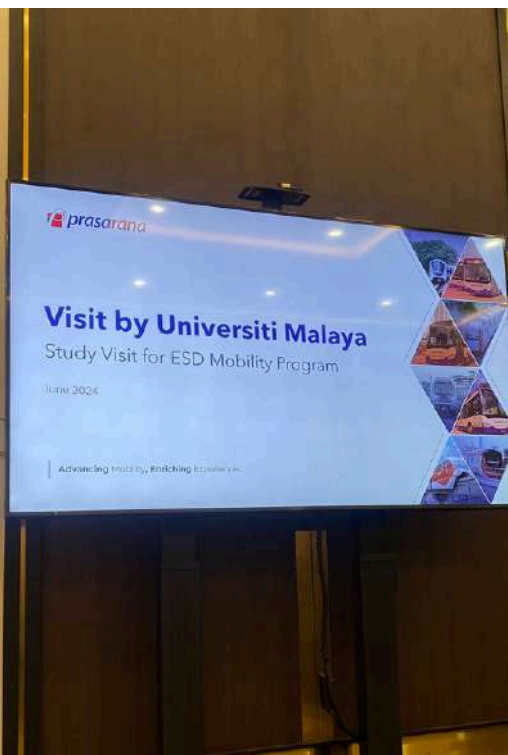 prasarana
Visit by Universiti Malaya
Study Visit for ESD Mobility Program
June 2024
Advancing Mobility, Enriching Experiences